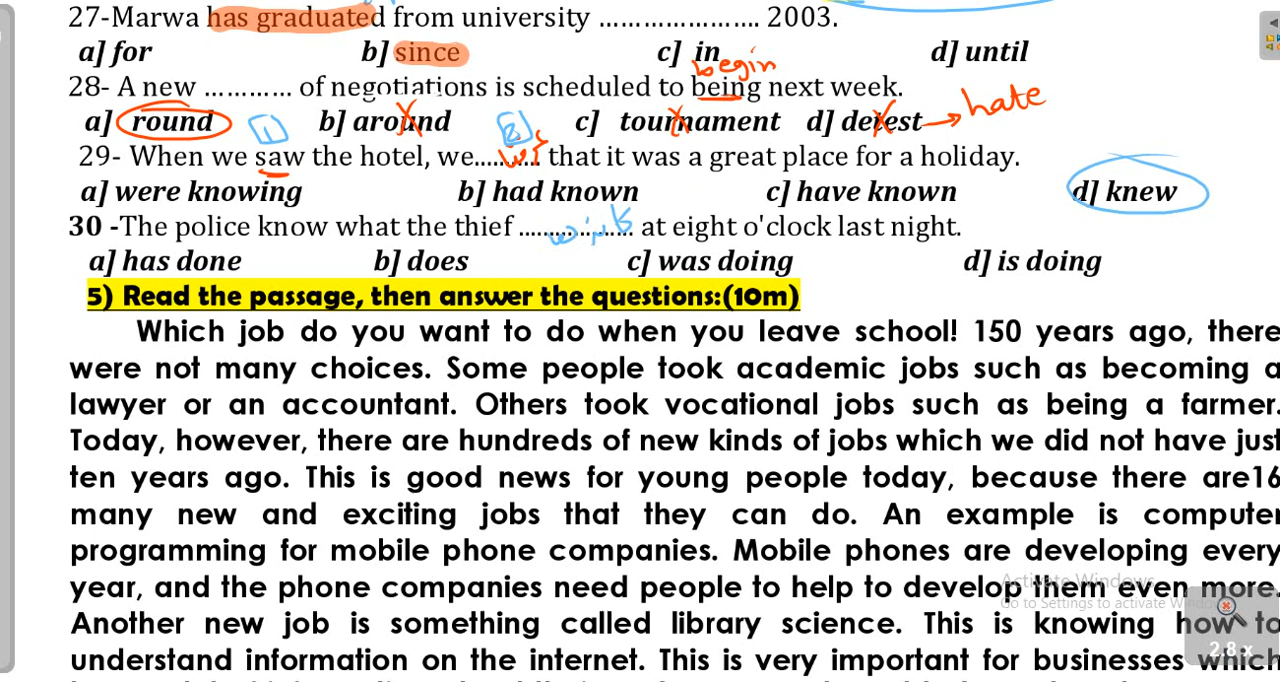 27-Marwa has graduated from university ………………….. 2003.
a] for b] since c] in d] until
begin
28- A new ………… of negotiations is scheduled to being next week.
a] round b] around c] tournament d] detest → hate
1 2
29- When we saw the hotel, we........... that it was a great place for a holiday.
a] were knowing b] had known c] have known d] knew
30 -The police know what the thief .................... at eight o'clock last night.
a] has done b] does c] was doing d] is doing
5) Read the passage, then answer the questions:(10m)
Which job do you want to do when you leave school! 150 years ago, there
were not many choices. Some people took academic jobs such as becoming a
lawyer or an accountant. Others took vocational jobs such as being a farmer.
Today, however, there are hundreds of new kinds of jobs which we did not have just
ten years ago. This is good news for young people today, because there are16
many new and exciting jobs that they can do. An example is computer
programming for mobile phone companies. Mobile phones are developing every
year, and the phone companies need people to help to develop them even more.
Activate Windows
Go to Settings to activate
Another new job is something called library science. This is knowing how to
understand information on the internet. This is very important for businesses which
2.8 x